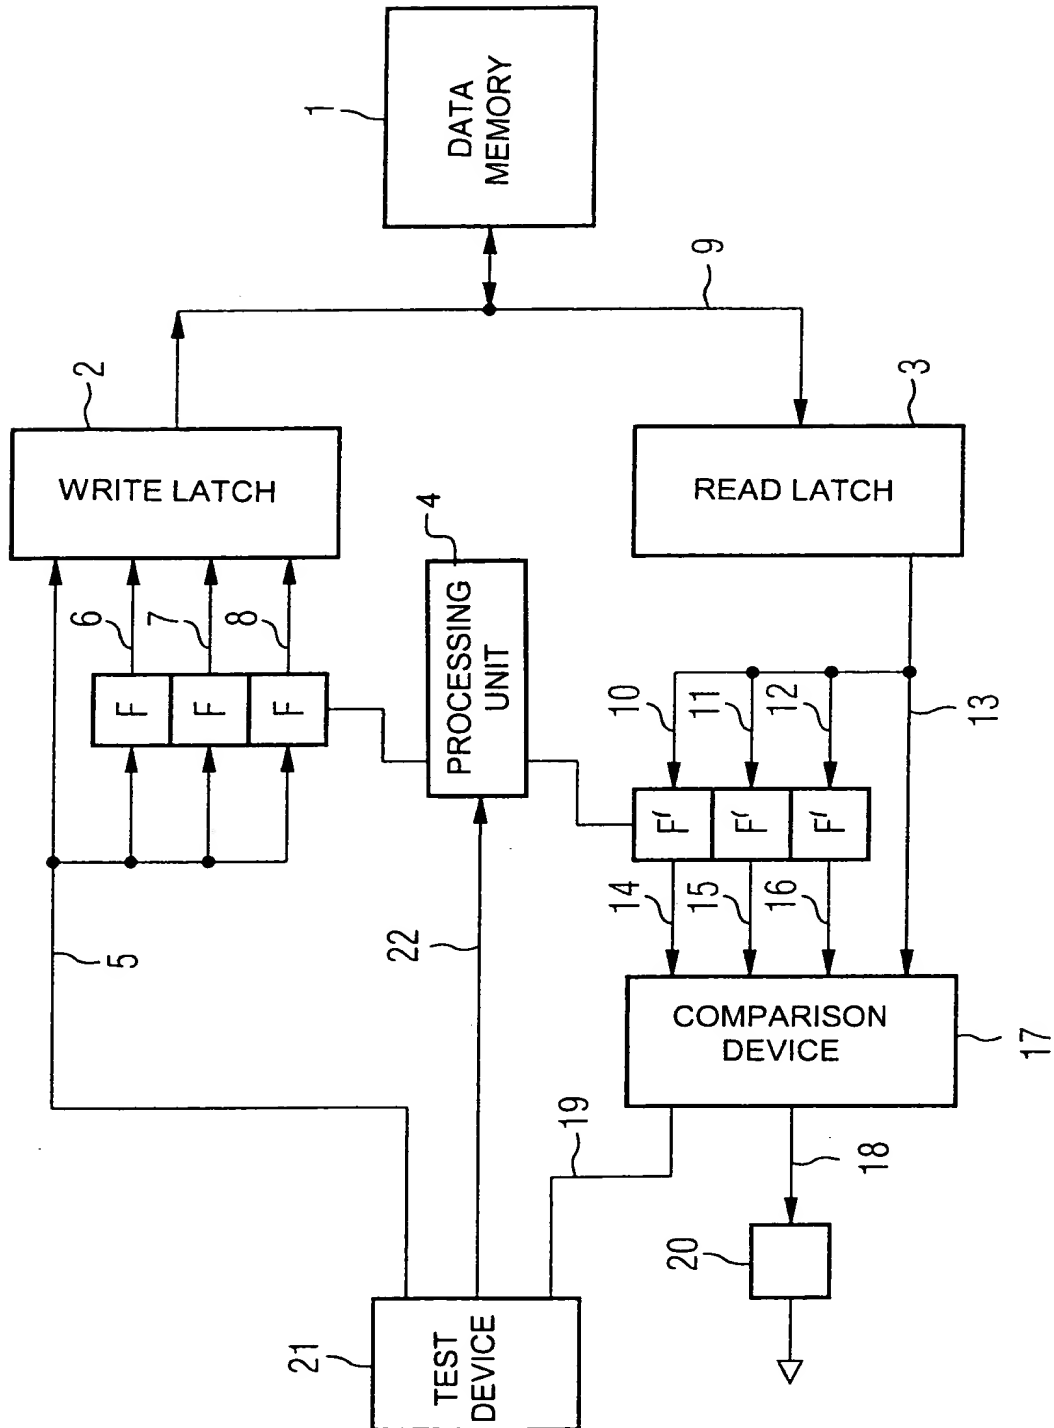 1
DATA
MEMORY
9
2
3
WRITE LATCH
READ LATCH
4
6
7
8
PROCESSING
UNIT
F
F
F
10
11
12
13
F'
F'
F'
14
15
16
5
22
COMPARISON
DEVICE
17
19
18
20
21
TEST
DEVICE